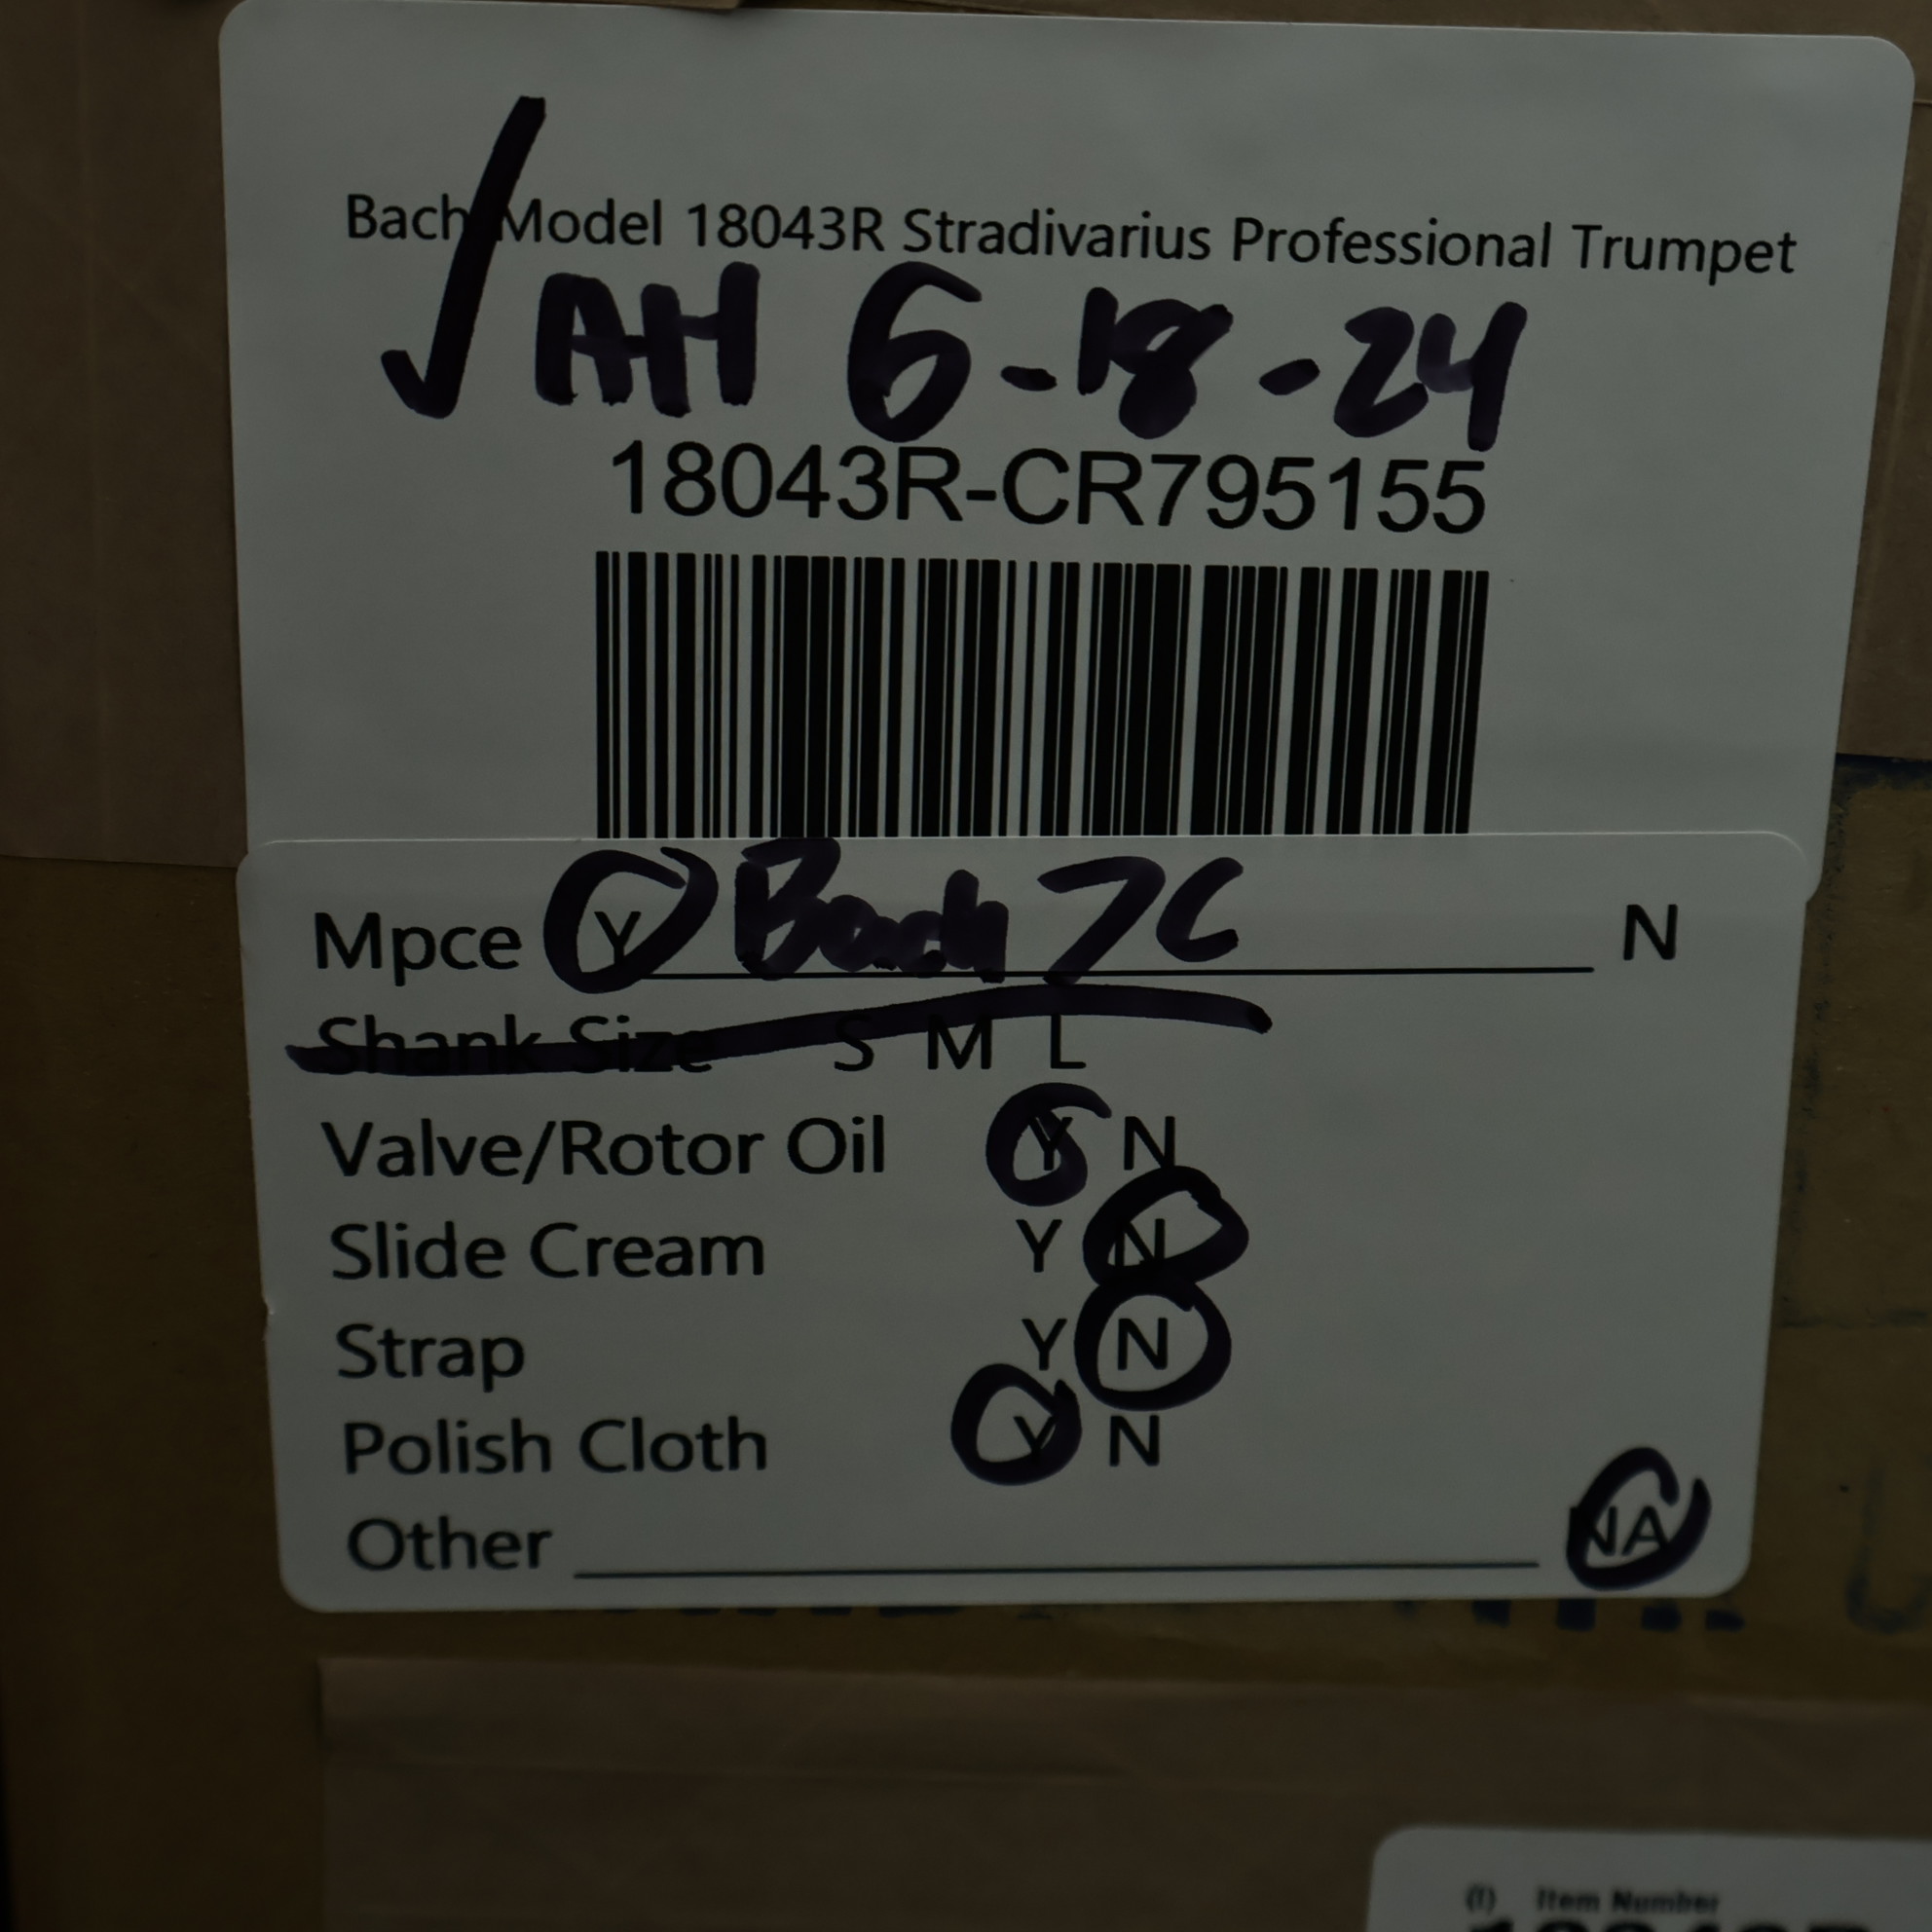 Bach Model 18043R Stradivarius Professional Trumpet
✓ AH 6-18-24
18043R-CR795155
Mpce Y Bach 7C N
Shank Size S M L
Valve/Rotor Oil Y N
Slide Cream Y N
Strap Y N
Polish Cloth Y N
Other NA
(1) Item Number